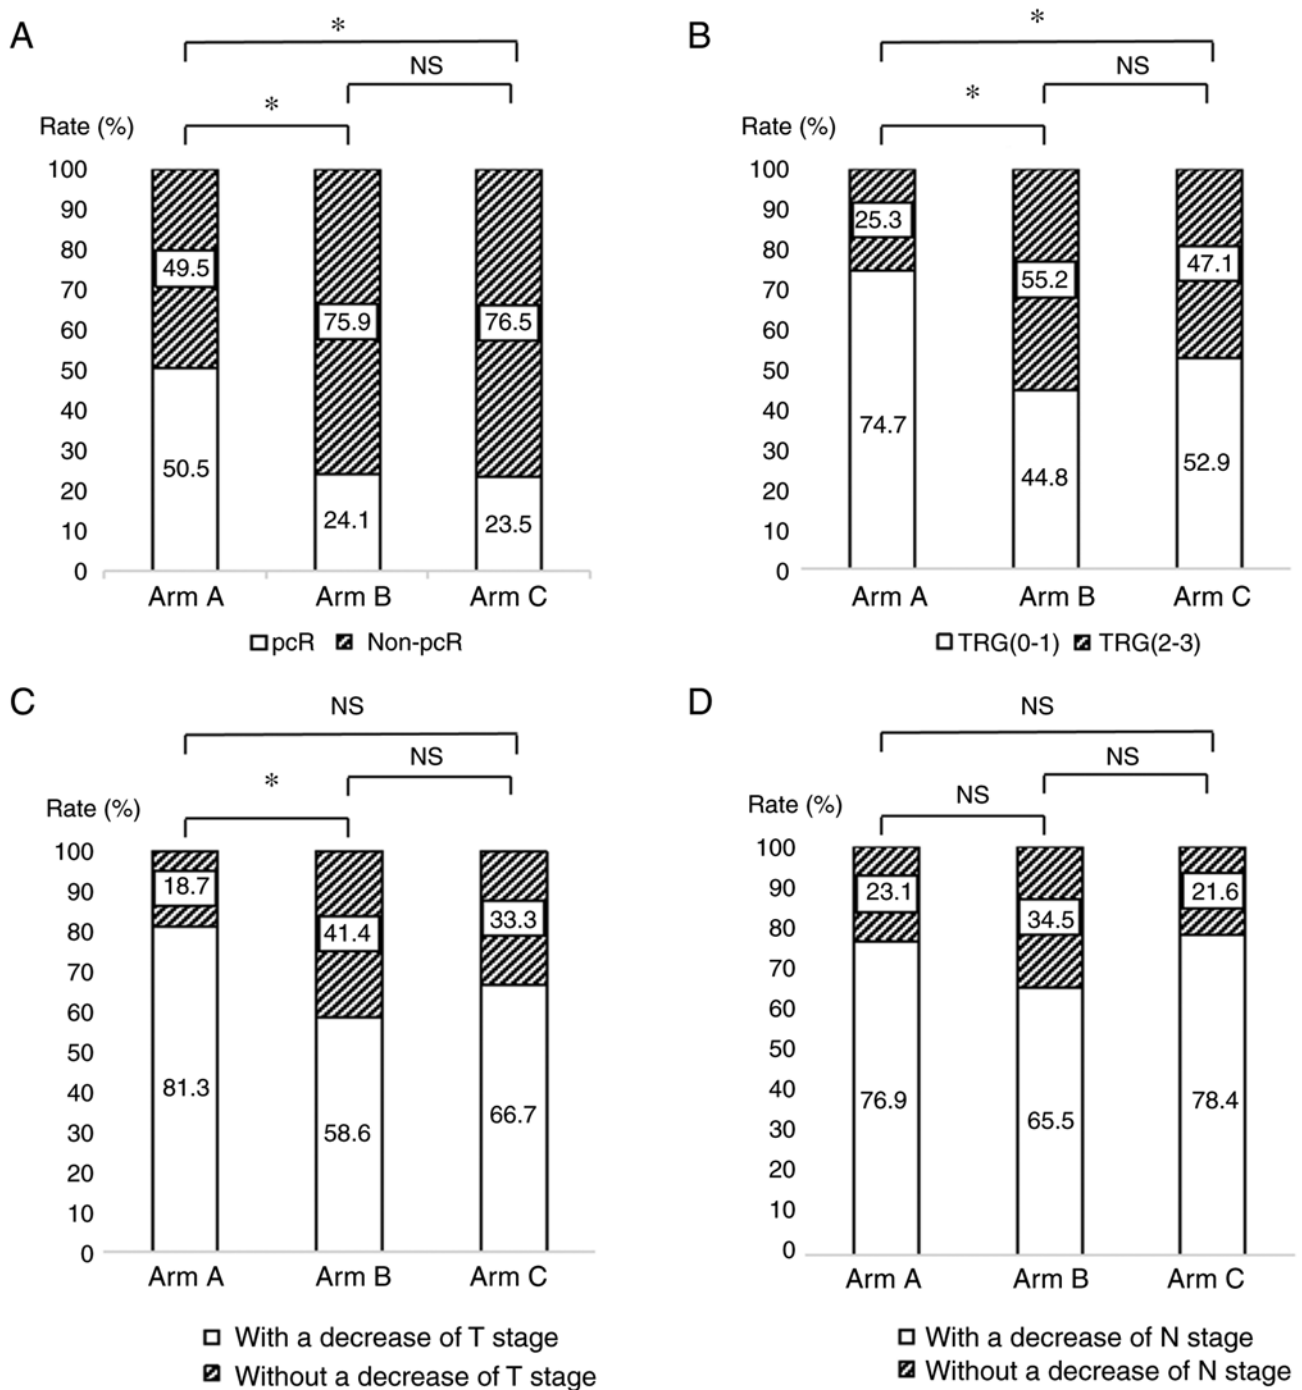 A
*
NS
*
Rate (%)
100
90
80
70
60
50
40
30
20
10
0
49.5
75.9
76.5
50.5
24.1
23.5
Arm A Arm B Arm C
pcR Non-pcR
B
*
NS
*
Rate (%)
100
90
80
70
60
50
40
30
20
10
0
25.3
55.2
47.1
74.7
44.8
52.9
Arm A Arm B Arm C
TRG(0-1) TRG(2-3)
C
NS
NS
*
Rate (%)
100
90
80
70
60
50
40
30
20
10
0
18.7
41.4
33.3
81.3
58.6
66.7
Arm A Arm B Arm C
With a decrease of T stage
Without a decrease of T stage
D
NS
NS
NS
Rate (%)
100
90
80
70
60
50
40
30
20
10
0
23.1
34.5
21.6
76.9
65.5
78.4
Arm A Arm B Arm C
With a decrease of N stage
Without a decrease of N stage